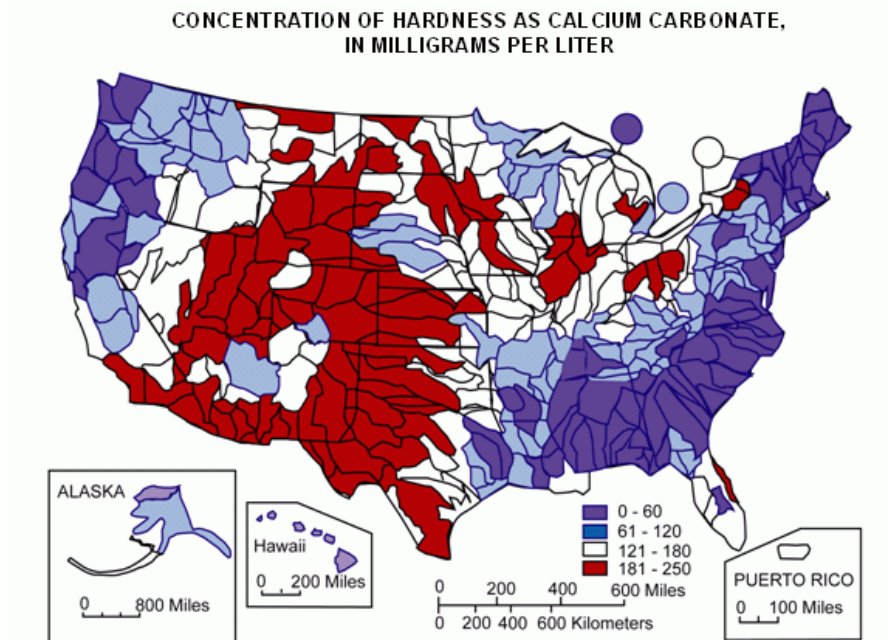 CONCENTRATION OF HARDNESS AS CALCIUM CARBONATE,
IN MILLIGRAMS PER LITER
ALASKA
0 800 Miles
Hawaii
0 200 Miles
0 - 60
61 - 120
121 - 180
181 - 250
0 200 400 600 Miles
0 200 400 600 Kilometers
PUERTO RICO
0 100 Miles